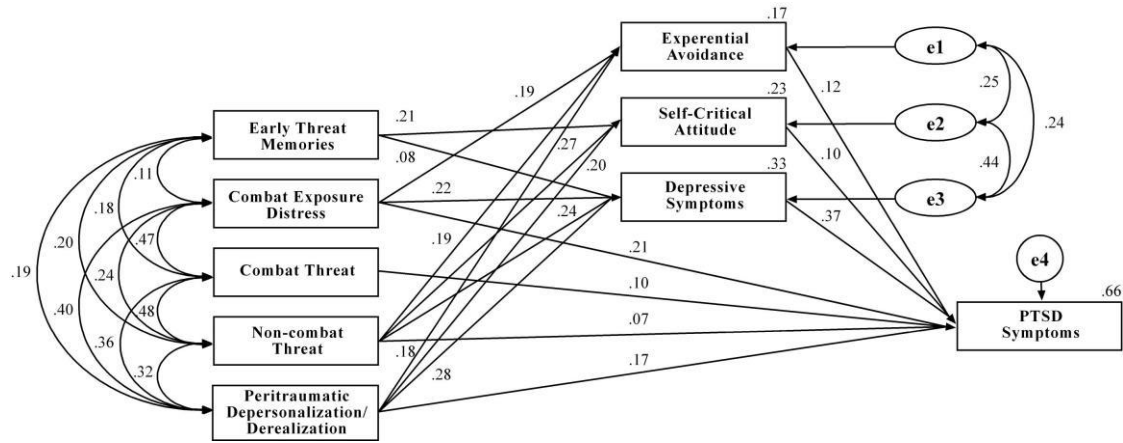 .17
Experential
Avoidance
e1
.25
.12
.24
.19
.23
Self-Critical
Attitude
e2
.21
Early Threat
Memories
.27
.20
.10
.44
.08
.33
.11
Combat Exposure
Distress
.22
Depressive
Symptoms
e3
.18
.24
.37
.20
.47
.19
.21
e4
.19
.24
Combat Threat
.10
.66
.40
.48
PTSD
Symptoms
.36
Non-combat
Threat
.07
.18
.32
.28
.17
Peritraumatic
Depersonalization/
Derealization